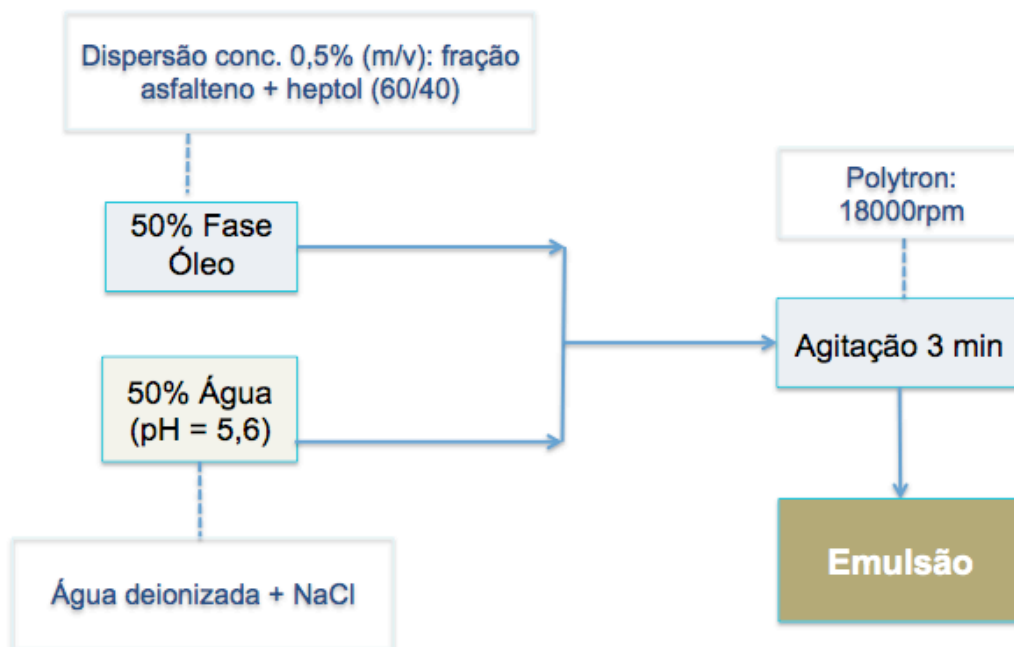 Dispersão conc. 0,5% (m/v): fração
asfalteno + heptol (60/40)
50% Fase
Óleo
50% Água
(pH = 5,6)
Água deionizada + NaCl
Polytron:
18000rpm
Agitação 3 min
Emulsão